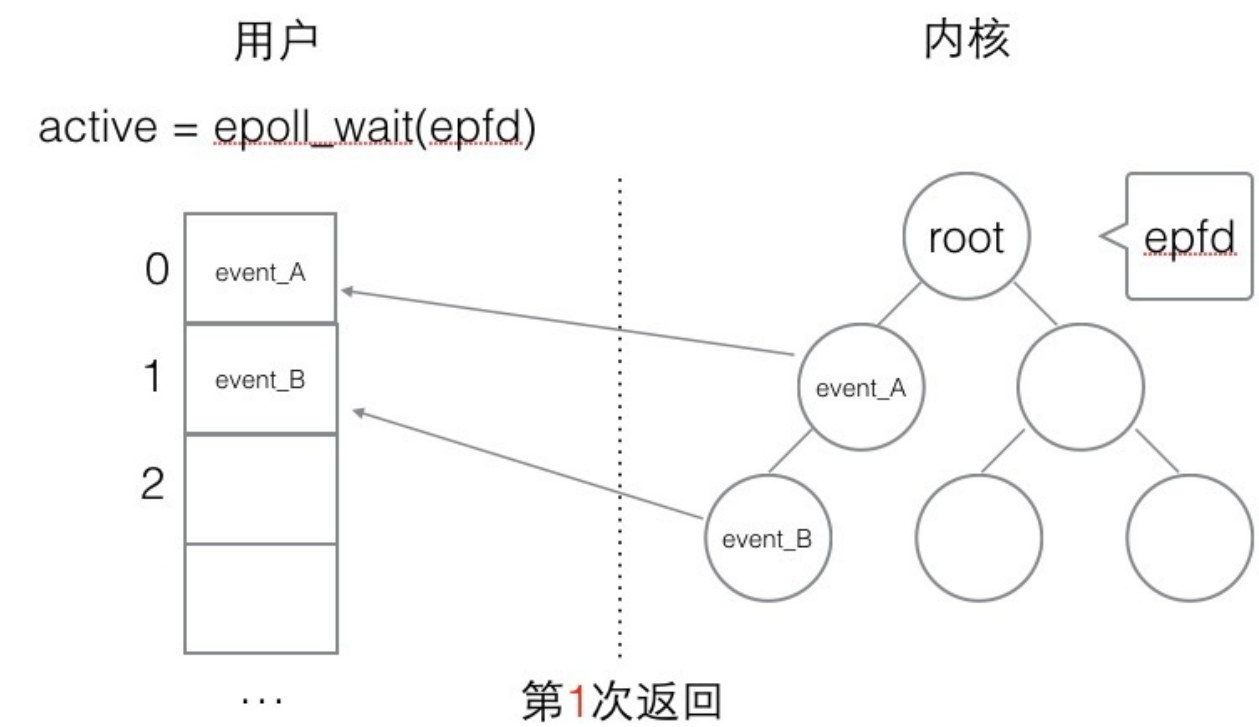 用户
内核
active = epoll_wait(epfd)
root
epfd
0
event_A
1
event_B
event_A
2
event_B
...
第1次返回